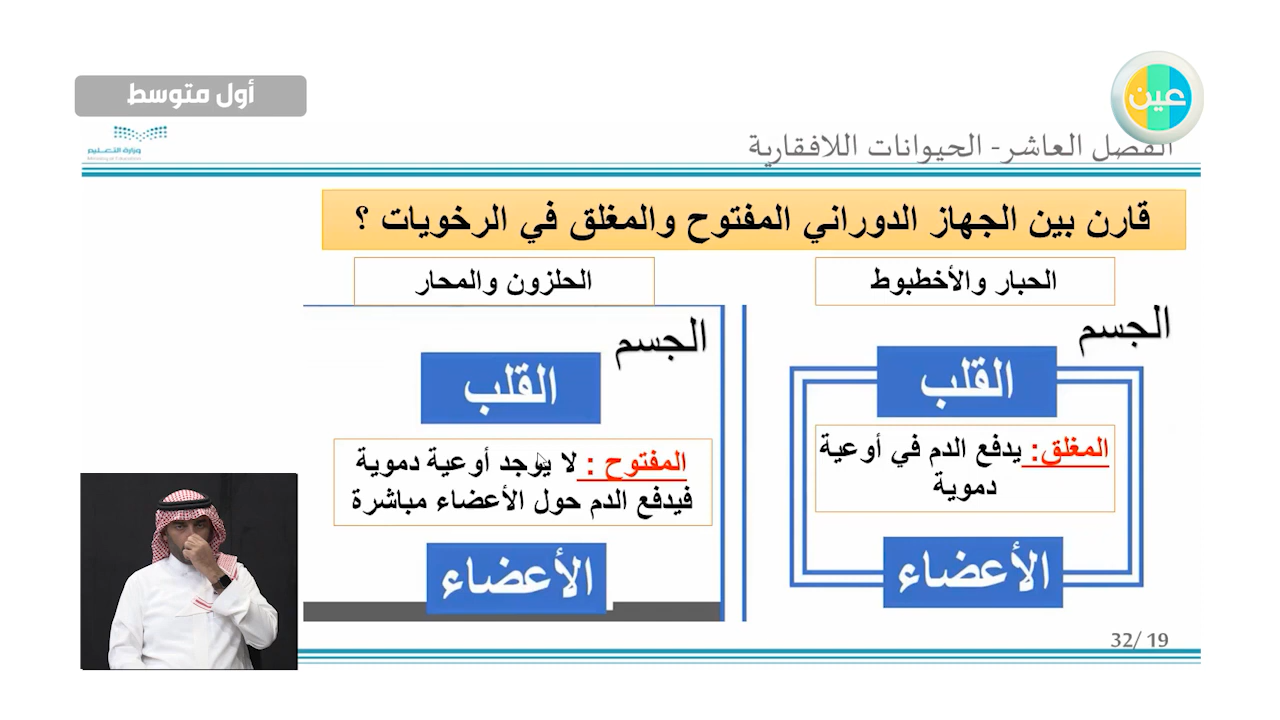 أول متوسط
عين
وزارة التعليم
الفصل العاشر- الحيوانات اللافقارية
قارن بين الجهاز الدوراني المفتوح والمغلق في الرخويات ؟
الحبار والأخطبوط
الجسم
القلب
المغلق: يدفع الدم في أوعية
دموية
الأعضاء
الحلزون والمحار
الجسم
القلب
المفتوح : لا يوجد أوعية دموية
فيدفع الدم حول الأعضاء مباشرة
الأعضاء
32/ 19